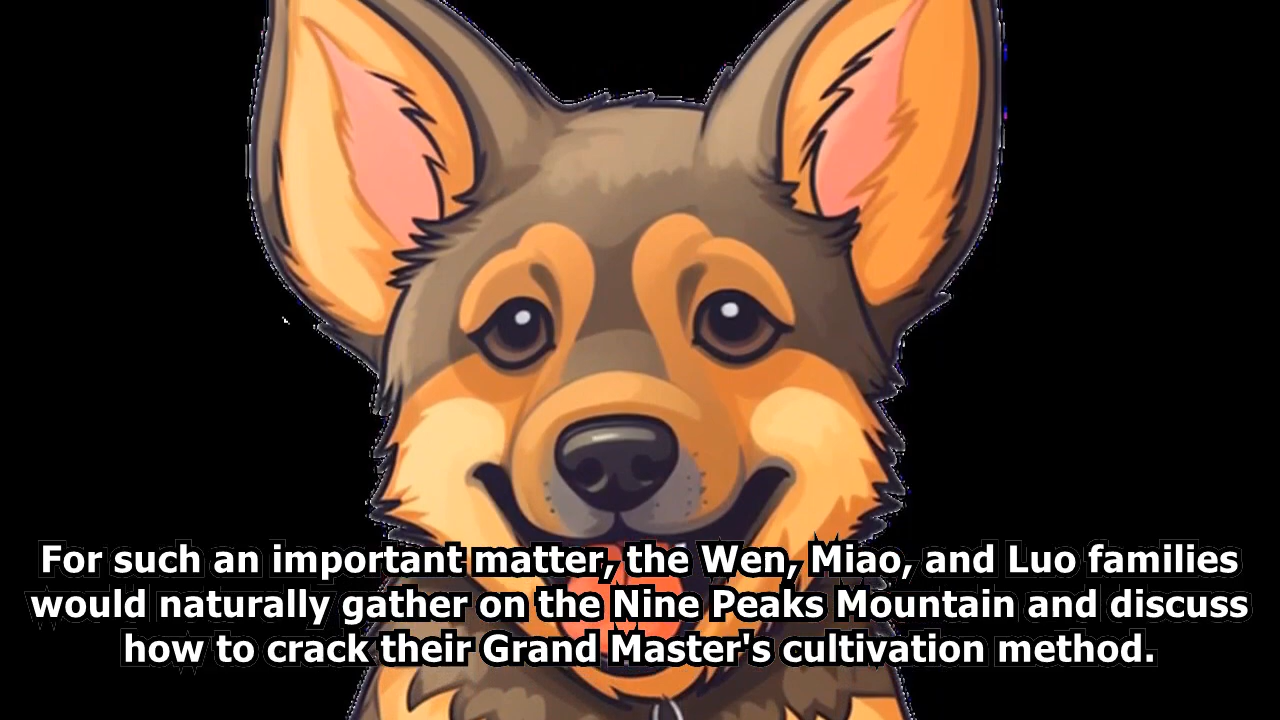 For such an important matter, the Wen, Miao, and Luo families
would naturally gather on the Nine Peaks Mountain and discuss
how to crack their Grand Master's cultivation method.